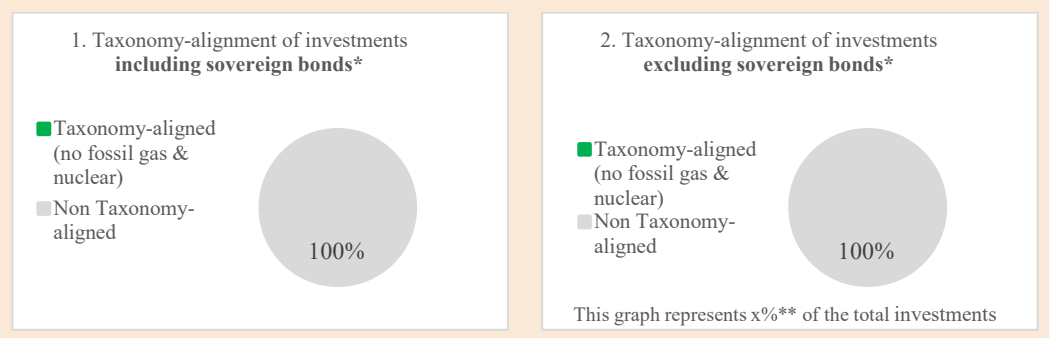 1. Taxonomy-alignment of investments
including sovereign bonds*
Taxonomy-aligned
(no fossil gas &
nuclear)
Non Taxonomy-
aligned
100%
2. Taxonomy-alignment of investments
excluding sovereign bonds*
Taxonomy-aligned
(no fossil gas &
nuclear)
Non Taxonomy-
aligned
100%
This graph represents x%** of the total investments